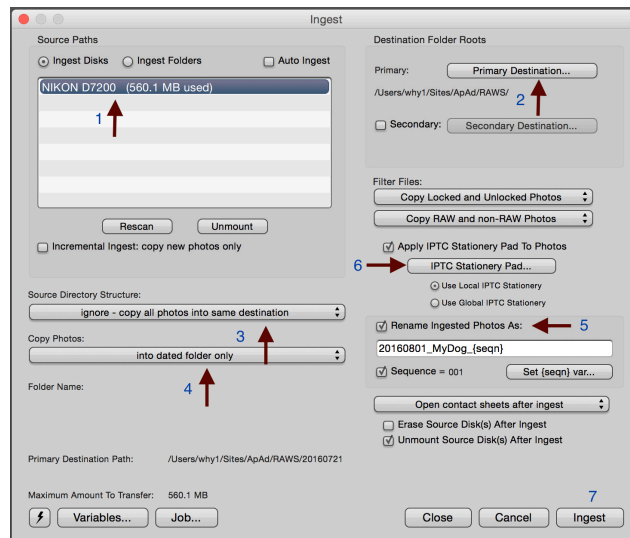 Ingest
Source Paths
Ingest Disks Ingest Folders Auto Ingest
NIKON D7200 (560.1 MB used)
1
Rescan Unmount
Incremental Ingest: copy new photos only
Source Directory Structure:
ignore - copy all photos into same destination
3
Copy Photos:
into dated folder only
4
Folder Name:
Primary Destination Path: /Users/why1/Sites/ApAd/RAWS/20160721
Maximum Amount To Transfer: 560.1 MB
Variables... Job...
Destination Folder Roots
Primary: Primary Destination...
/Users/why1/Sites/ApAd/RAWS/
2
Secondary: Secondary Destination...
Filter Files:
Copy Locked and Unlocked Photos
Copy RAW and non-RAW Photos
Apply IPTC Stationery Pad To Photos
6 IPTC Stationery Pad...
Use Local IPTC Stationery
Use Global IPTC Stationery
Rename Ingested Photos As: 5
20160801_MyDog_{seqn}
Sequence = 001 Set {seqn} var...
Open contact sheets after ingest
Erase Source Disk(s) After Ingest
Unmount Source Disk(s) After Ingest
7
Close Cancel Ingest